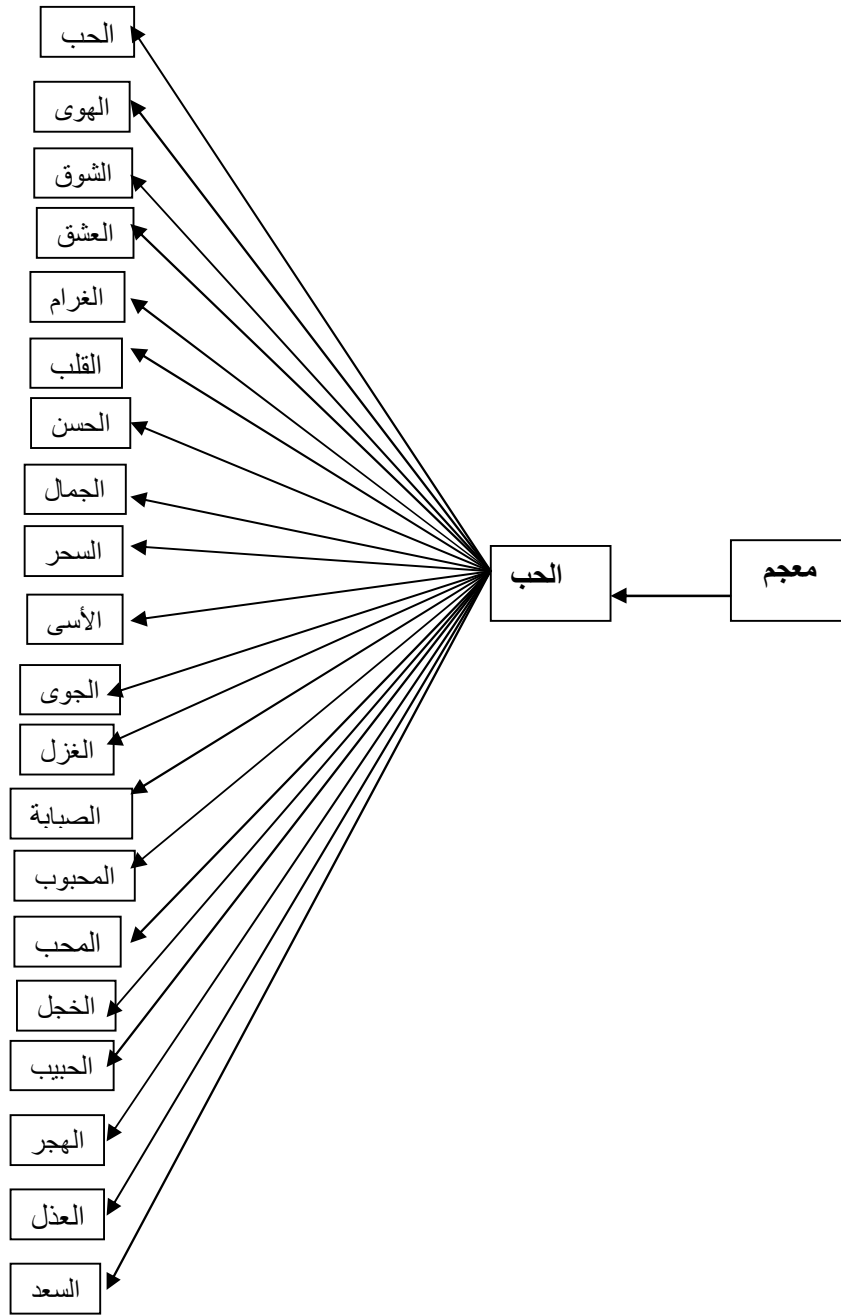 معجم
الحب
الحب
الهوى
الشوق
العشق
الغرام
القلب
الحسن
الجمال
السحر
الأسى
الجوى
الغزل
الصبابة
المحبوب
المحب
الخجل
الحبيب
الهجر
العذل
السعد